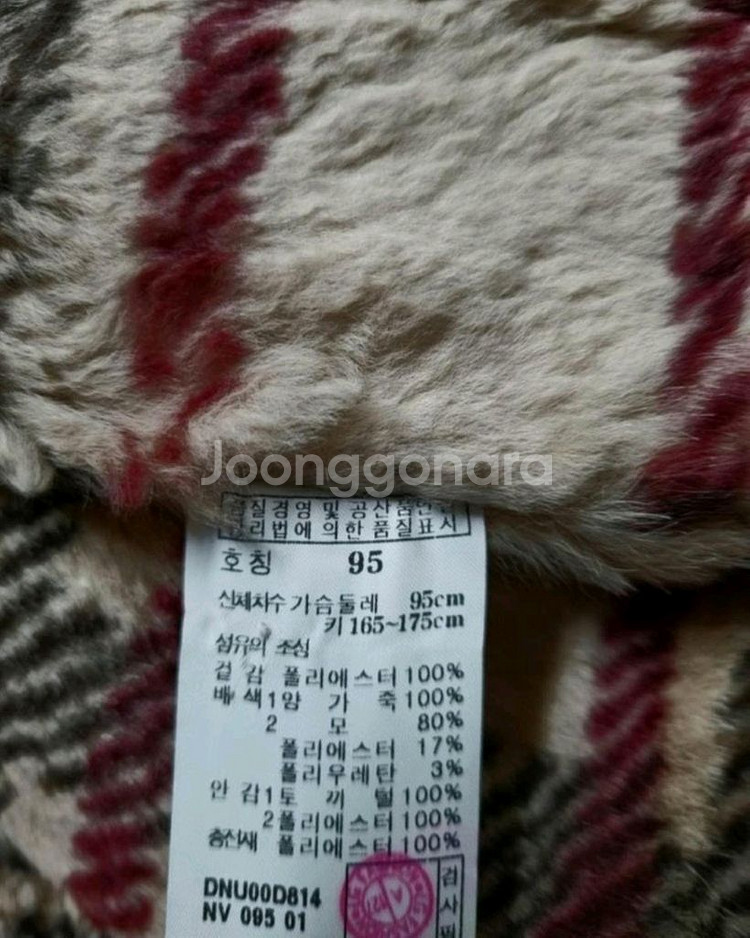 Joonggonara
품질경영 및 공산품안전
관리법에 의한 품질표시
호칭 95
신체치수 가슴둘레 95cm
키 165~175cm
섬유의 조성
겉감 폴리에스터 100%
배색 1 양가죽 100%
2 모 80%
폴리에스터 17%
폴리우레탄 3%
안감 1 토끼털 100%
2 폴리에스터 100%
충전재 폴리에스터 100%
DNU00D814
NV 095 01
검사필